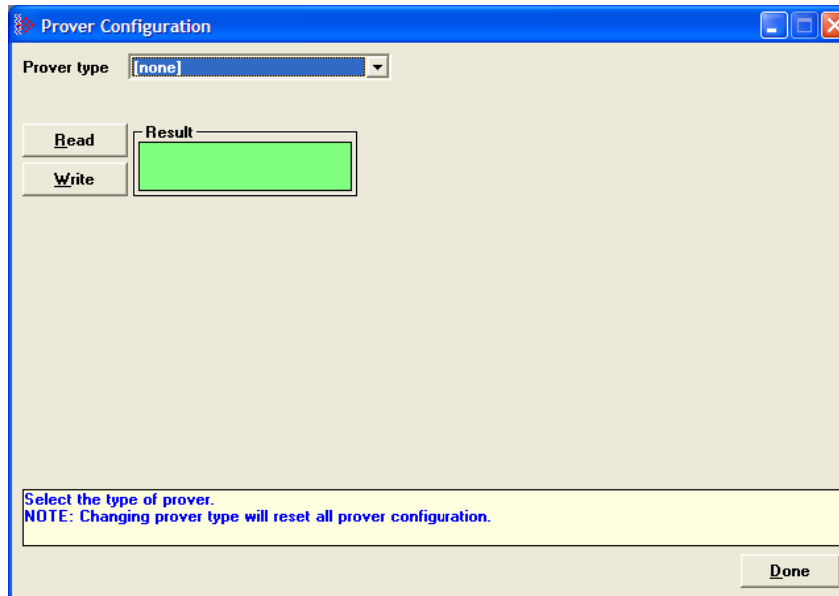 Prover Configuration
Prover type [none]
Read
Result
Write
Select the type of prover.
NOTE: Changing prover type will reset all prover configuration.
Done